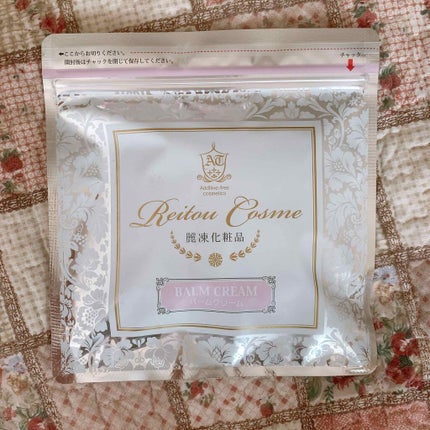 ←ここからお切りください。
開封後はチャックを閉じて保存してください。
チャック
AT
Additive-free
cosmetics
Reitou Cosme
麗凍化粧品
BALM CREAM
バームクリーム